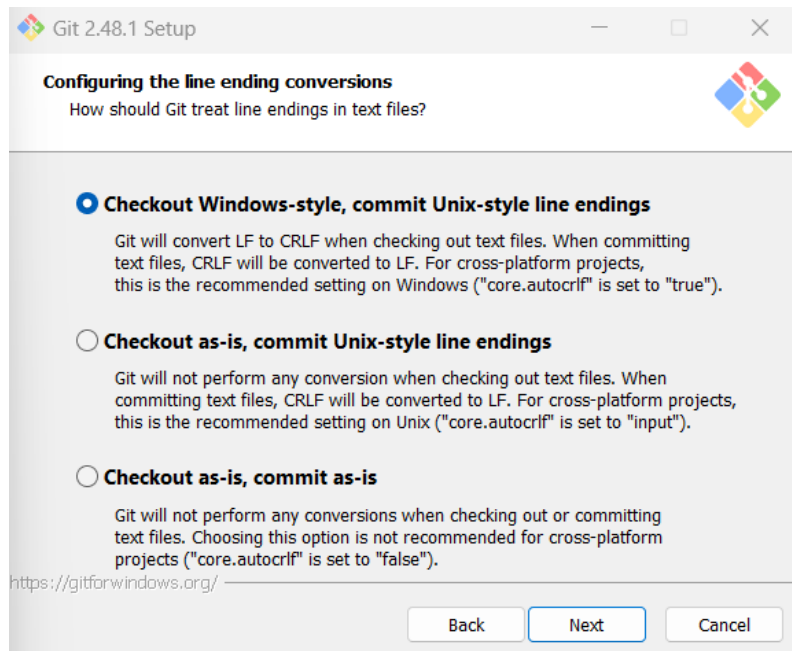 Git 2.48.1 Setup
Configuring the line ending conversions
How should Git treat line endings in text files?
Checkout Windows-style, commit Unix-style line endings
Git will convert LF to CRLF when checking out text files. When committing
text files, CRLF will be converted to LF. For cross-platform projects,
this is the recommended setting on Windows ("core.autocrlf" is set to "true").
Checkout as-is, commit Unix-style line endings
Git will not perform any conversion when checking out text files. When
committing text files, CRLF will be converted to LF. For cross-platform projects,
this is the recommended setting on Unix ("core.autocrlf" is set to "input").
Checkout as-is, commit as-is
Git will not perform any conversions when checking out or committing
text files. Choosing this option is not recommended for cross-platform
projects ("core.autocrlf" is set to "false").
https://gitforwindows.org/
Back Next Cancel